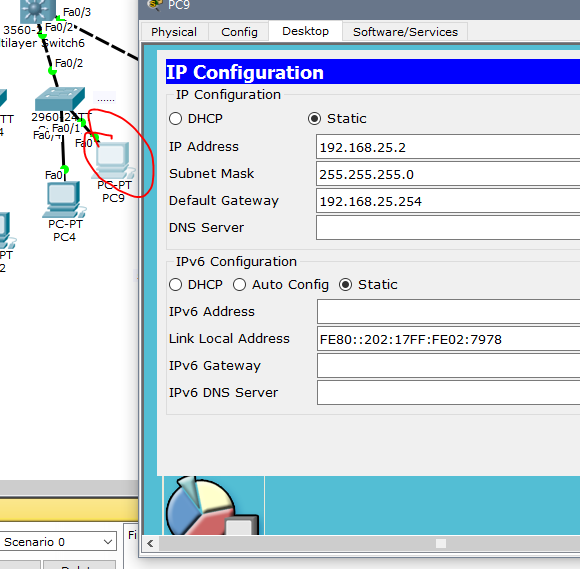 PC9
Physical
Config
Desktop
Software/Services
IP Configuration
IP Configuration
DHCP
Static
IP Address
192.168.25.2
Subnet Mask
255.255.255.0
Default Gateway
192.168.25.254
DNS Server
IPv6 Configuration
DHCP
Auto Config
Static
IPv6 Address
Link Local Address
FE80::202:17FF:FE02:7978
IPv6 Gateway
IPv6 DNS Server
Fa0/3
3560-
Fa0/2
tilayer Switch6
Fa0/2
......
2960-24TT
TT
4
Fa0/1
Fa0/
Fa0
PC-PT
PC9
Fa0
PC-PT
PC4
PT
2
Scenario 0
Fi